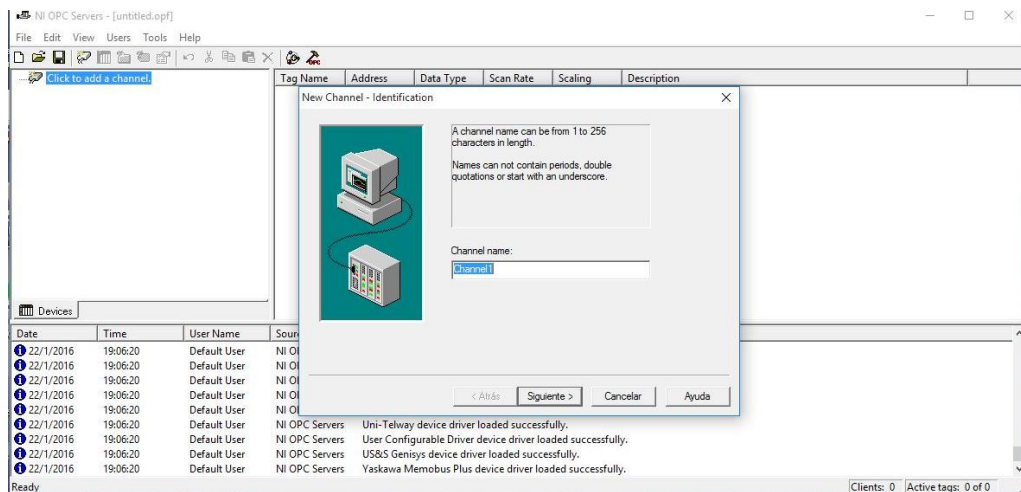 NI OPC Servers - [untitled.opf]
File Edit View Users Tools Help
Click to add a channel.
Tag Name Address Data Type Scan Rate Scaling Description
New Channel - Identification
A channel name can be from 1 to 256
characters in length.
Names can not contain periods, double
quotations or start with an underscore.
Channel name:
Channel1
< Atrás Siguiente > Cancelar Ayuda
Devices
Date Time User Name Sour
22/1/2016 19:06:20 Default User NI O
22/1/2016 19:06:20 Default User NI O
22/1/2016 19:06:20 Default User NI O
22/1/2016 19:06:20 Default User NI O
22/1/2016 19:06:20 Default User NI O
22/1/2016 19:06:20 Default User NI OPC Servers Uni-Telway device driver loaded successfully.
22/1/2016 19:06:20 Default User NI OPC Servers User Configurable Driver device driver loaded successfully.
22/1/2016 19:06:20 Default User NI OPC Servers US&S Genisys device driver loaded successfully.
22/1/2016 19:06:20 Default User NI OPC Servers Yaskawa Memobus Plus device driver loaded successfully.
Ready Clients: 0 Active tags: 0 of 0